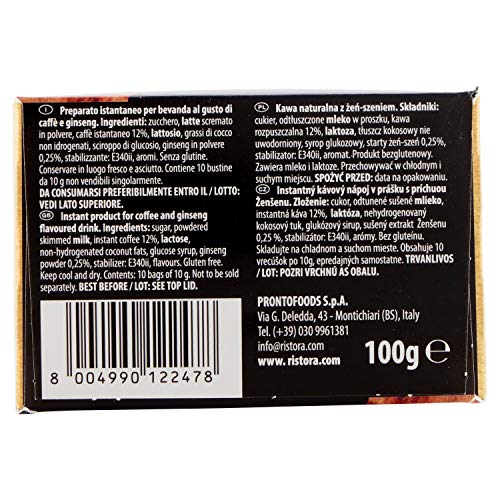 I Preparato istantaneo per bevanda al gusto di
caffè e ginseng. Ingredienti: zucchero, latte scremato
in polvere, caffè istantaneo 12%, lattosio, grassi di cocco
non idrogenati, sciroppo di glucosio, ginseng in polvere
0,25%, stabilizzante: E340ii, aromi. Senza glutine.
Conservare in luogo fresco e asciutto. Contiene 10 bustine
da 10 g non vendibili singolarmente.
DA CONSUMARSI PREFERIBILMENTE ENTRO IL / LOTTO:
VEDI LATO SUPERIORE.
GB Instant product for coffee and ginseng
flavoured drink. Ingredients: sugar, powdered
skimmed milk, instant coffee 12%, lactose,
non-hydrogenated coconut fats, glucose syrup, ginseng
powder 0,25%, stabilizer: E340ii, flavours. Gluten free.
Keep cool and dry. Contents: 10 bags of 10 g. Not to be sold
separately. BEST BEFORE / LOT: SEE TOP LID.
8 004990 122478
PL Kawa naturalna z żeń-szeniem. Składniki:
cukier, odtłuszczone mleko w proszku, kawa
rozpuszczalna 12%, laktoza, tłuszcz kokosowy nie
uwodorniony, syrop glukozowy, starty żeń-szeń 0,25%,
stabilizator: E340ii, aromat. Produkt bezglutenowy.
Zawiera mleko i laktoze. Przechowywać w chłodnym i
suchym miejscu. SPOŻYĆ PRZED: data na opakowaniu.
CZ Instantný kávový nápoj v prášku s prichuou
Ženšenu. Zloženie: cukor, odtučnené sušené mlieko,
instantná káva 12%, laktóza, nehydrogenovaný
kokosový tuk, glukózový sirup, sušený extrakt Ženšenu
0,25 %, stabilizátor: E340ii, arómy. Bez gluténu.
Skladujte na chladnom a suchom mieste. Obsahuje 10
vreciek po 10g, predejných samostatne. TRVANLIVOS
/ LOT: POZRI VRCHNÚ AS OBALU.
PRONTOFOODS S.p.A.
Via G. Deledda, 43 - Montichiari (BS), Italy
Tel. (+39) 030 9961381
info@ristora.com
www. ristora.com
100g ℮